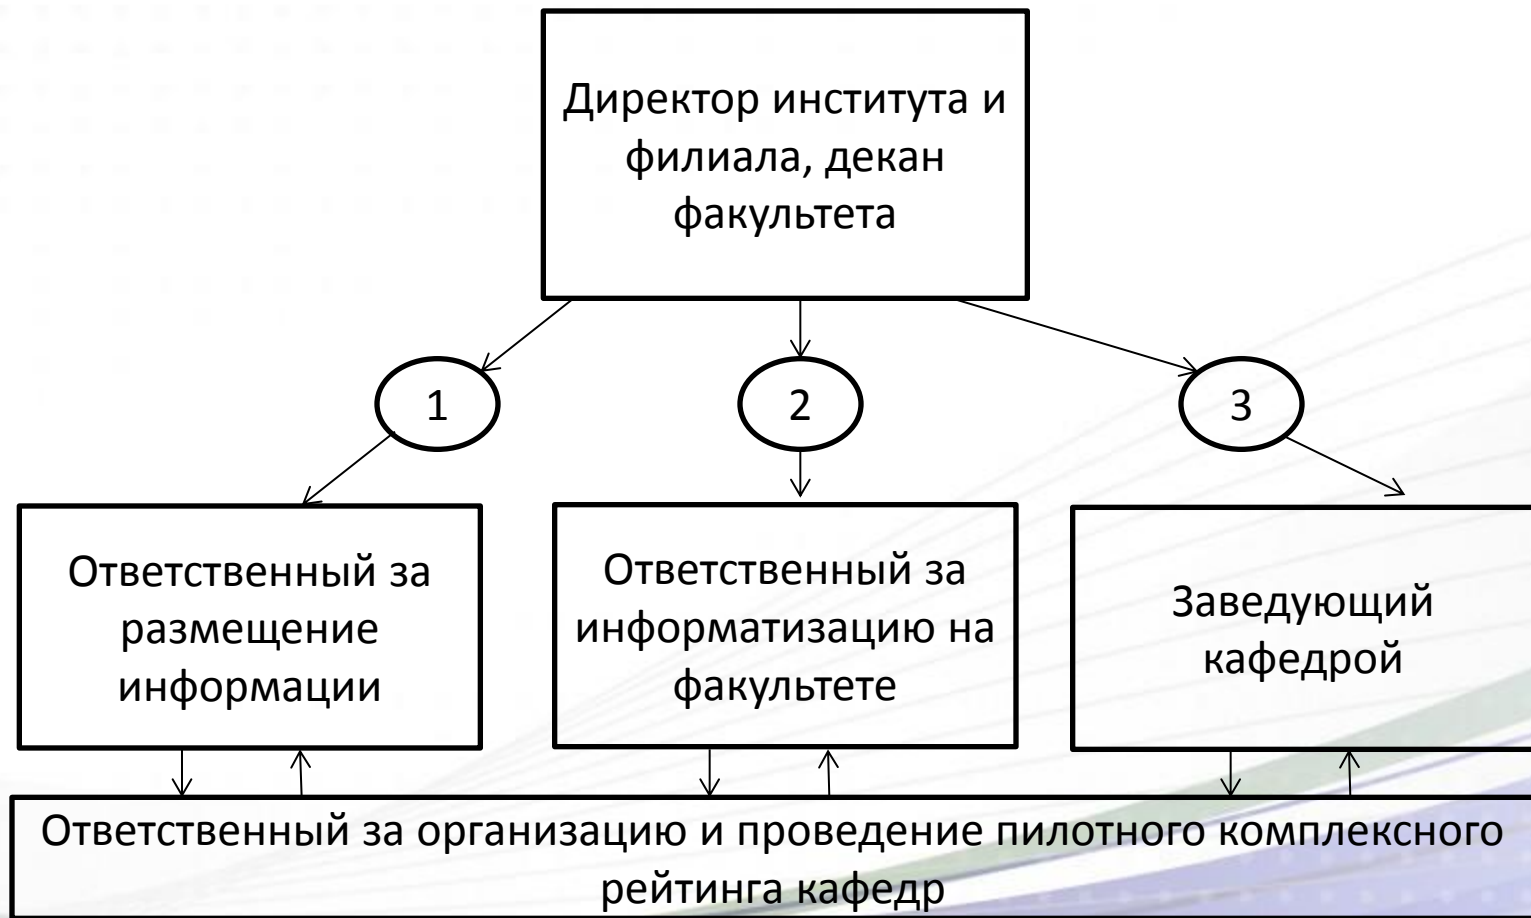 Директор института и
филиала, декан
факультета
1
2
3
Ответственный за
размещение
информации
Ответственный за
информатизацию на
факультете
Заведующий
кафедрой
Ответственный за организацию и проведение пилотного комплексного
рейтинга кафедр